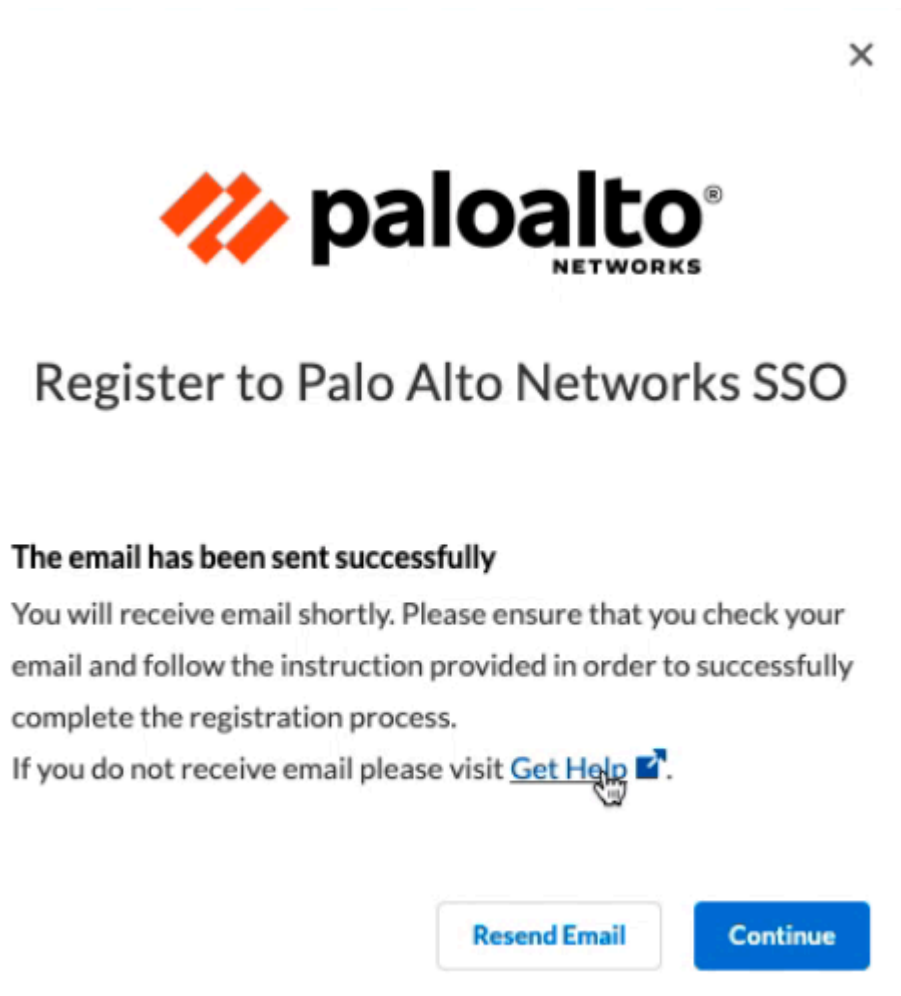 paloalto®
NETWORKS
Register to Palo Alto Networks SSO
The email has been sent successfully
You will receive email shortly. Please ensure that you check your
email and follow the instruction provided in order to successfully
complete the registration process.
If you do not receive email please visit Get Help.
Resend Email
Continue